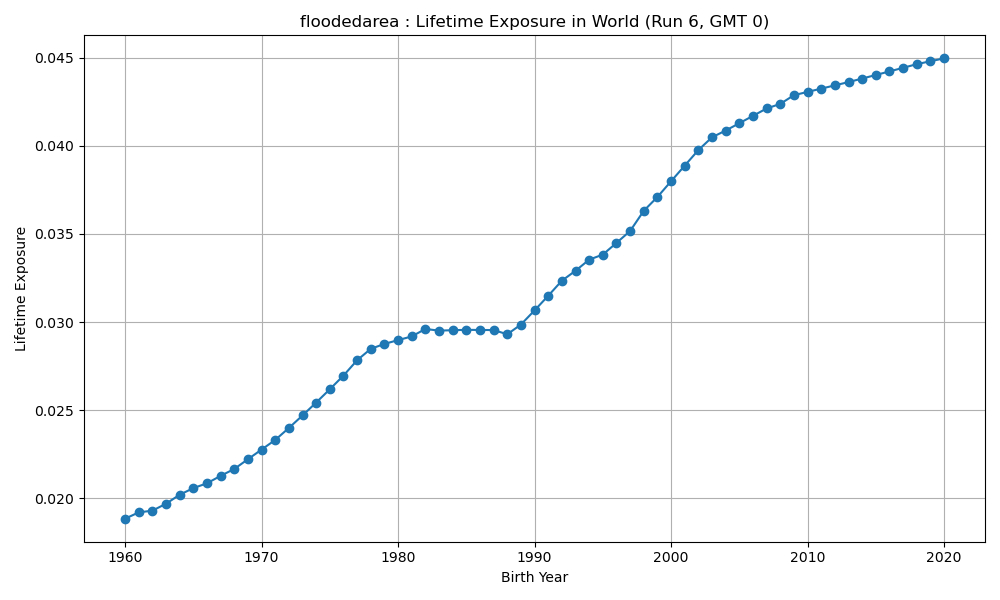 floodedarea : Lifetime Exposure in World (Run 6, GMT 0)
Lifetime Exposure
0.045
0.040
0.035
0.030
0.025
0.020
1960 1970 1980 1990 2000 2010 2020
Birth Year